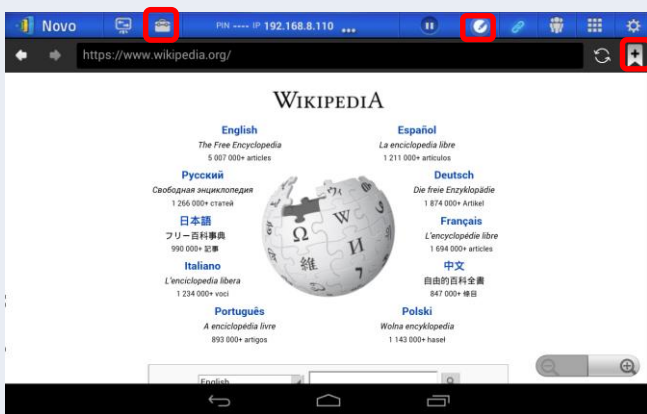 Novo
PIN ---- IP 192.168.8.110 ...
https://www.wikipedia.org/
WIKIPEDIA
English
The Free Encyclopedia
5 007 000+ articles
Español
La enciclopedia libre
1 211 000+ artículos
Русский
Свободная энциклопедия
1 266 000+ статей
Deutsch
Die freie Enzyklopädie
1 874 000+ Artikel
日本語
フリー百科事典
990 000+ 記事
Français
L'encyclopédie libre
1 694 000+ articles
Italiano
L'enciclopedia libera
1 234 000+ voci
中文
自由的百科全書
847 000+ 條目
Português
A enciclopédia livre
893 000+ artigos
Polski
Wolna encyklopedia
1 143 000+ haseł
Ω
W
И
維
7
English